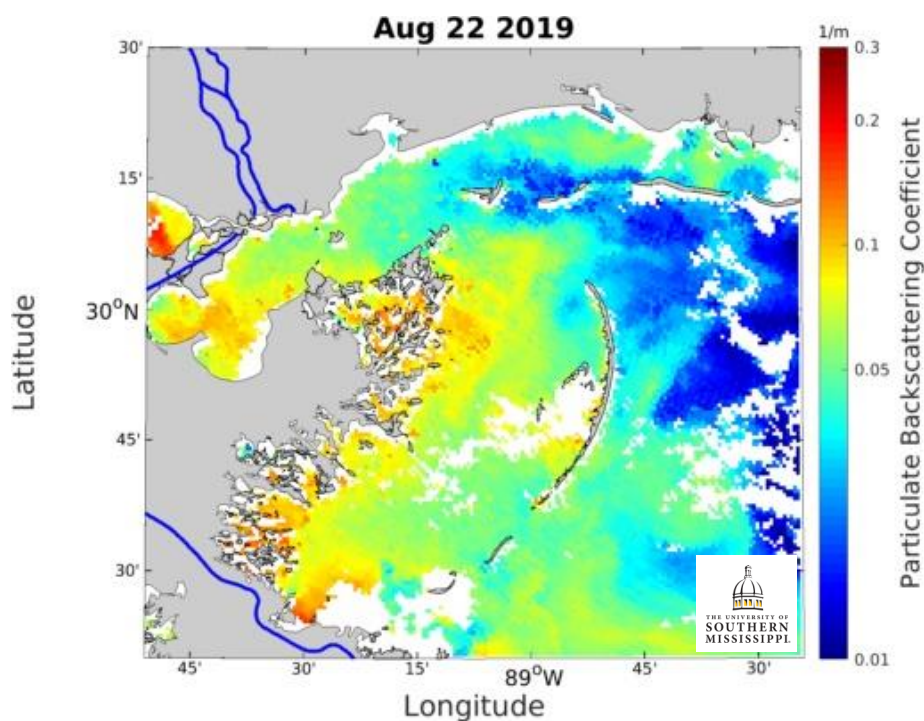 Aug 22 2019
1/m
30'
15'
30°N
45'
30'
Latitude
45'
30'
15'
89°W
45'
30'
Longitude
0.3
0.2
0.1
0.05
0.01
Particulate Backscattering Coefficient
THE UNIVERSITY OF
SOUTHERN
MISSISSIPPI